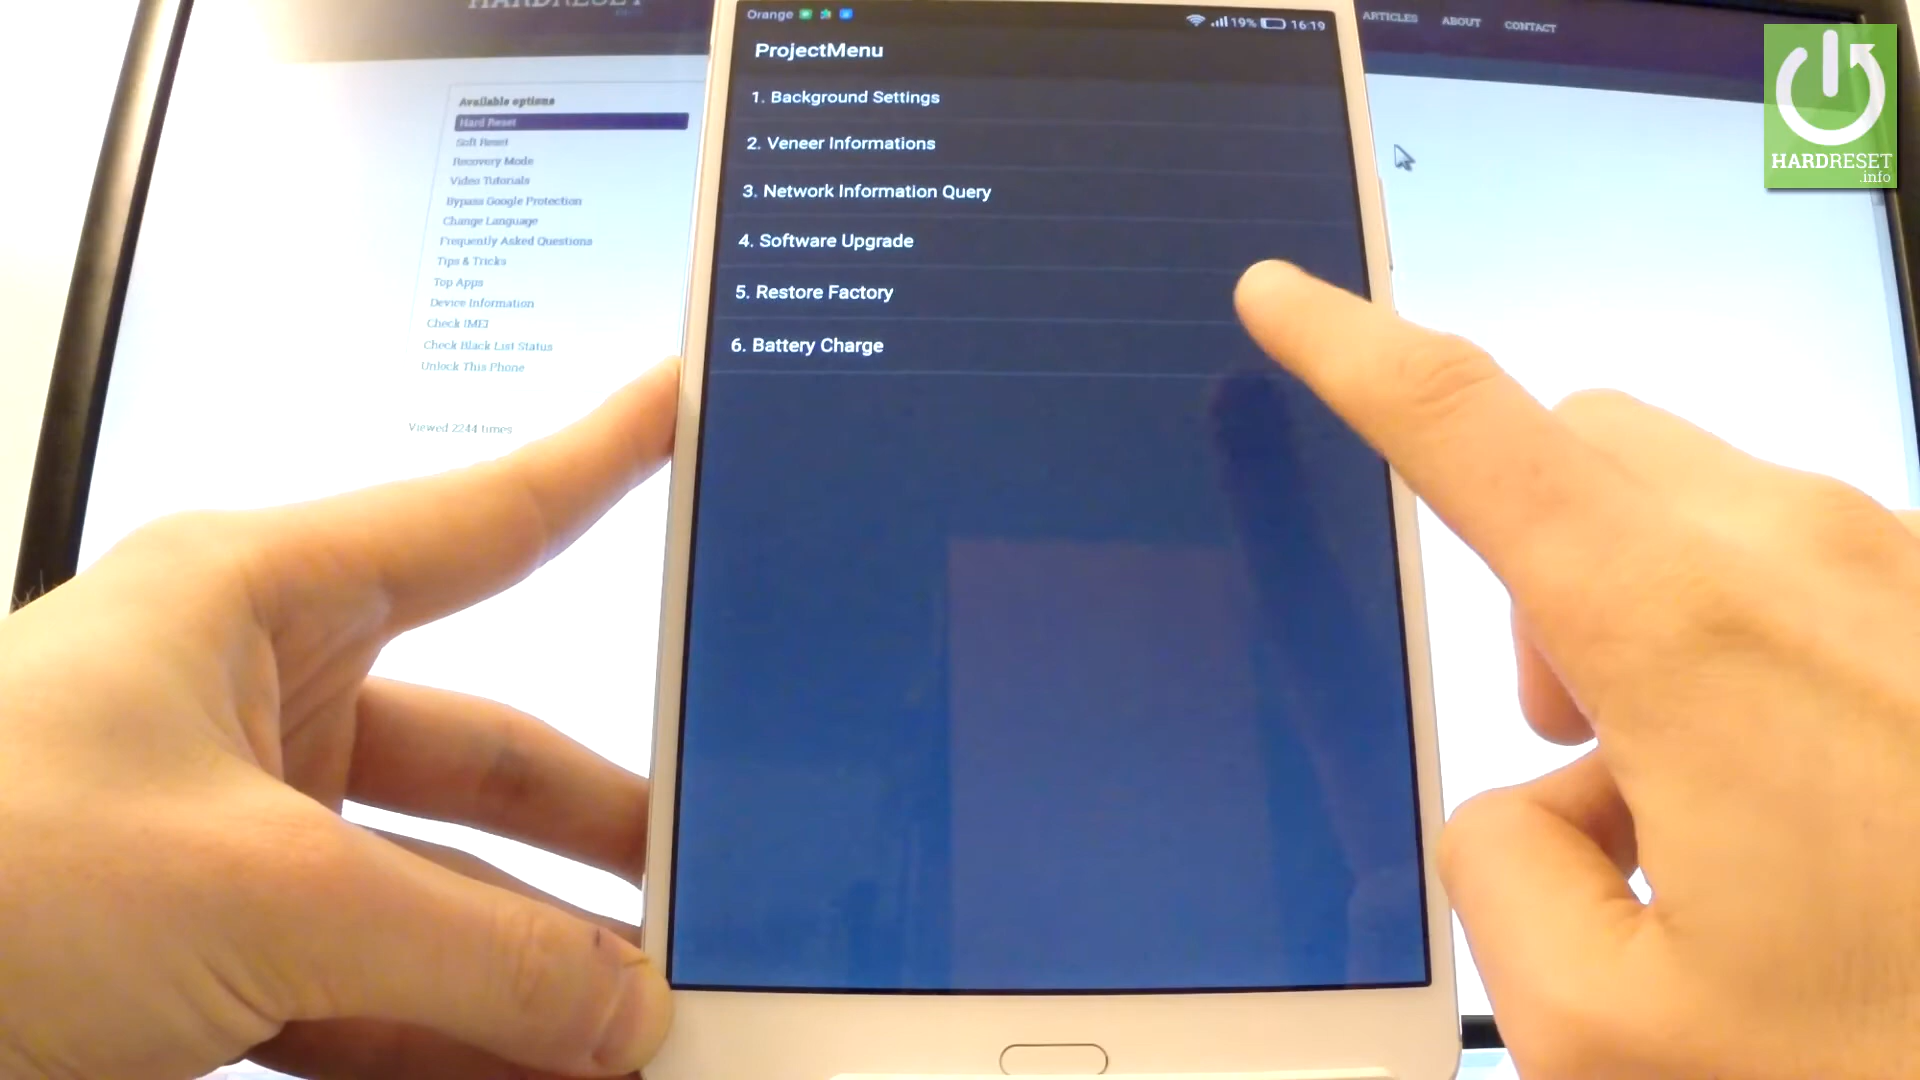 HARDRESET
ARTICLES ABOUT CONTACT
Orange 19% 16:19
ProjectMenu
1. Background Settings
2. Veneer Informations
3. Network Information Query
4. Software Upgrade
5. Restore Factory
6. Battery Charge
Available options
Hard Reset
Soft Reset
Recovery Mode
Video Tutorials
Bypass Google Protection
Change Language
Frequently Asked Questions
Tips & Tricks
Top Apps
Device Information
Check IMEI
Check Black List Status
Unlock This Phone
Viewed 2244 times
HARDRESET
.info